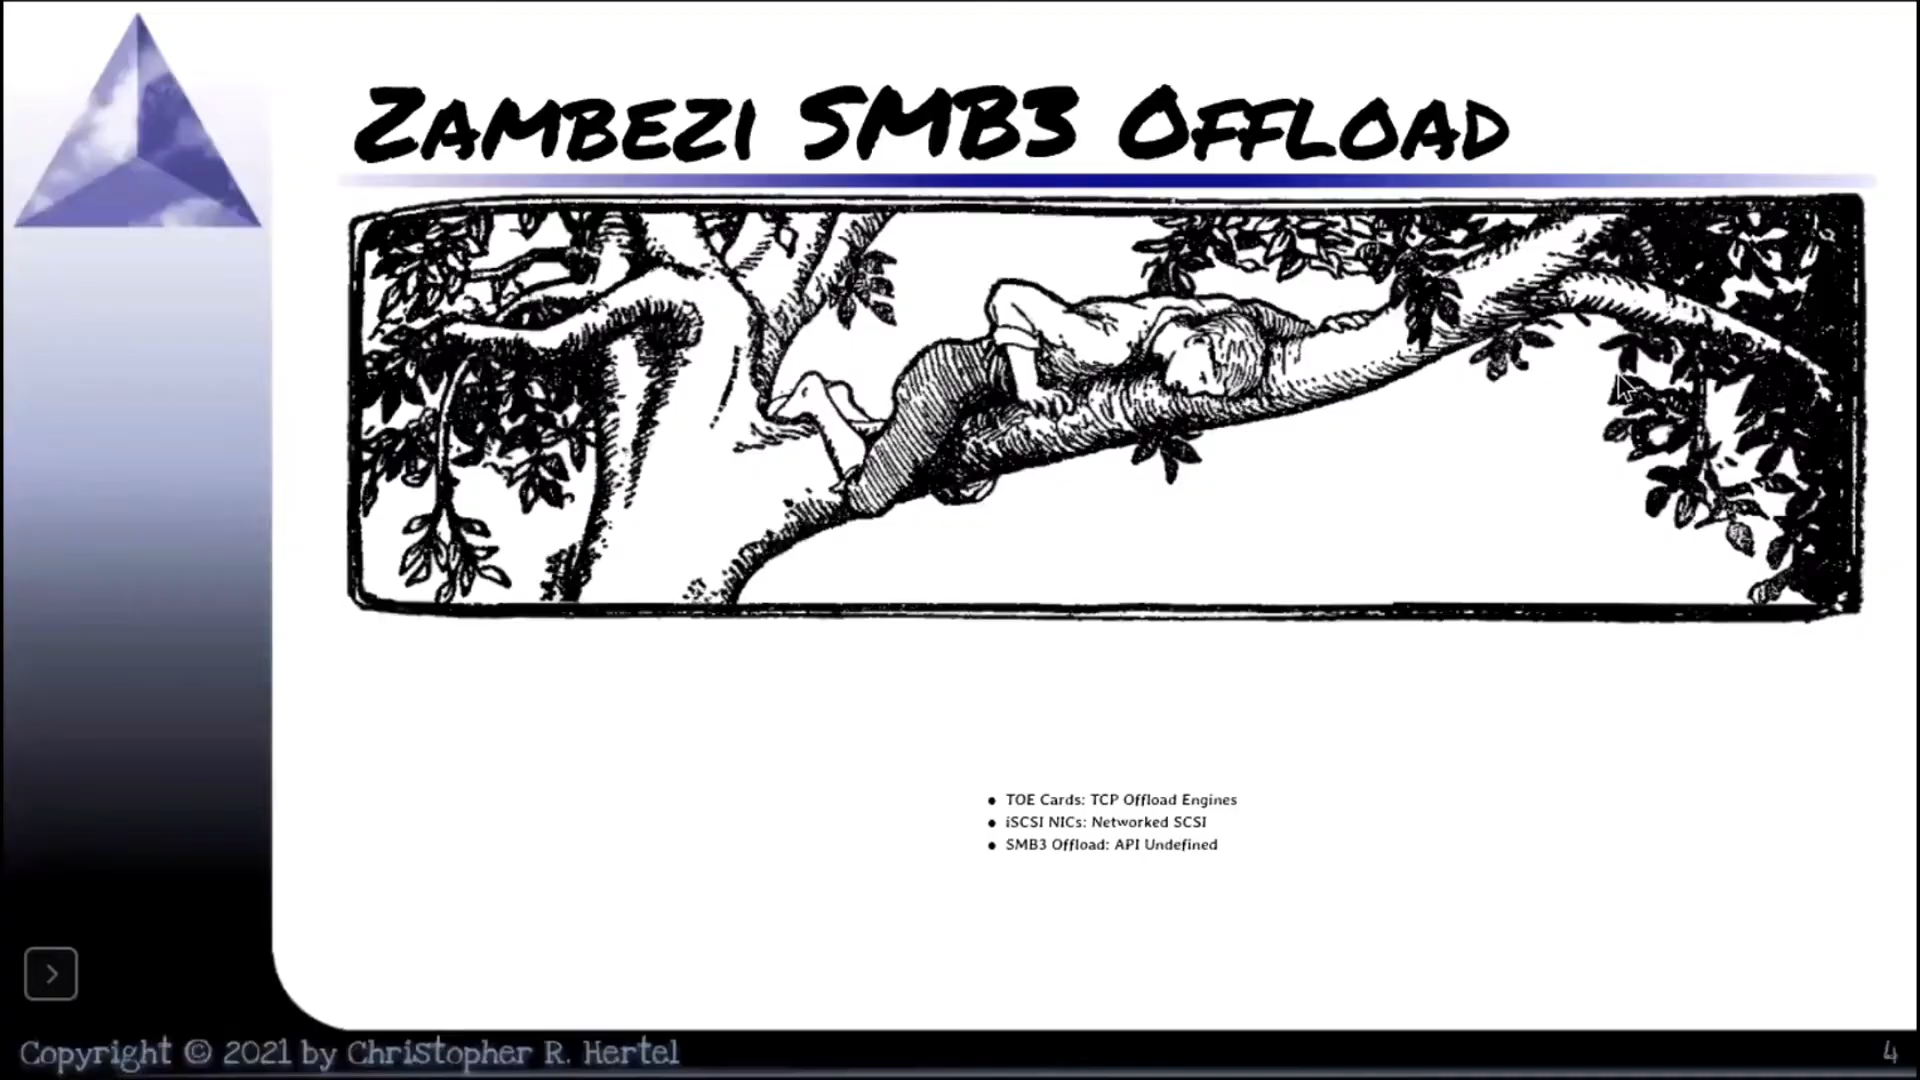 Zambezi SMB3 Offload
• TOE Cards: TCP Offload Engines
• iSCSI NICs: Networked SCSI
• SMB3 Offload: API Undefined
Copyright © 2021 by Christopher R. Hertel
4